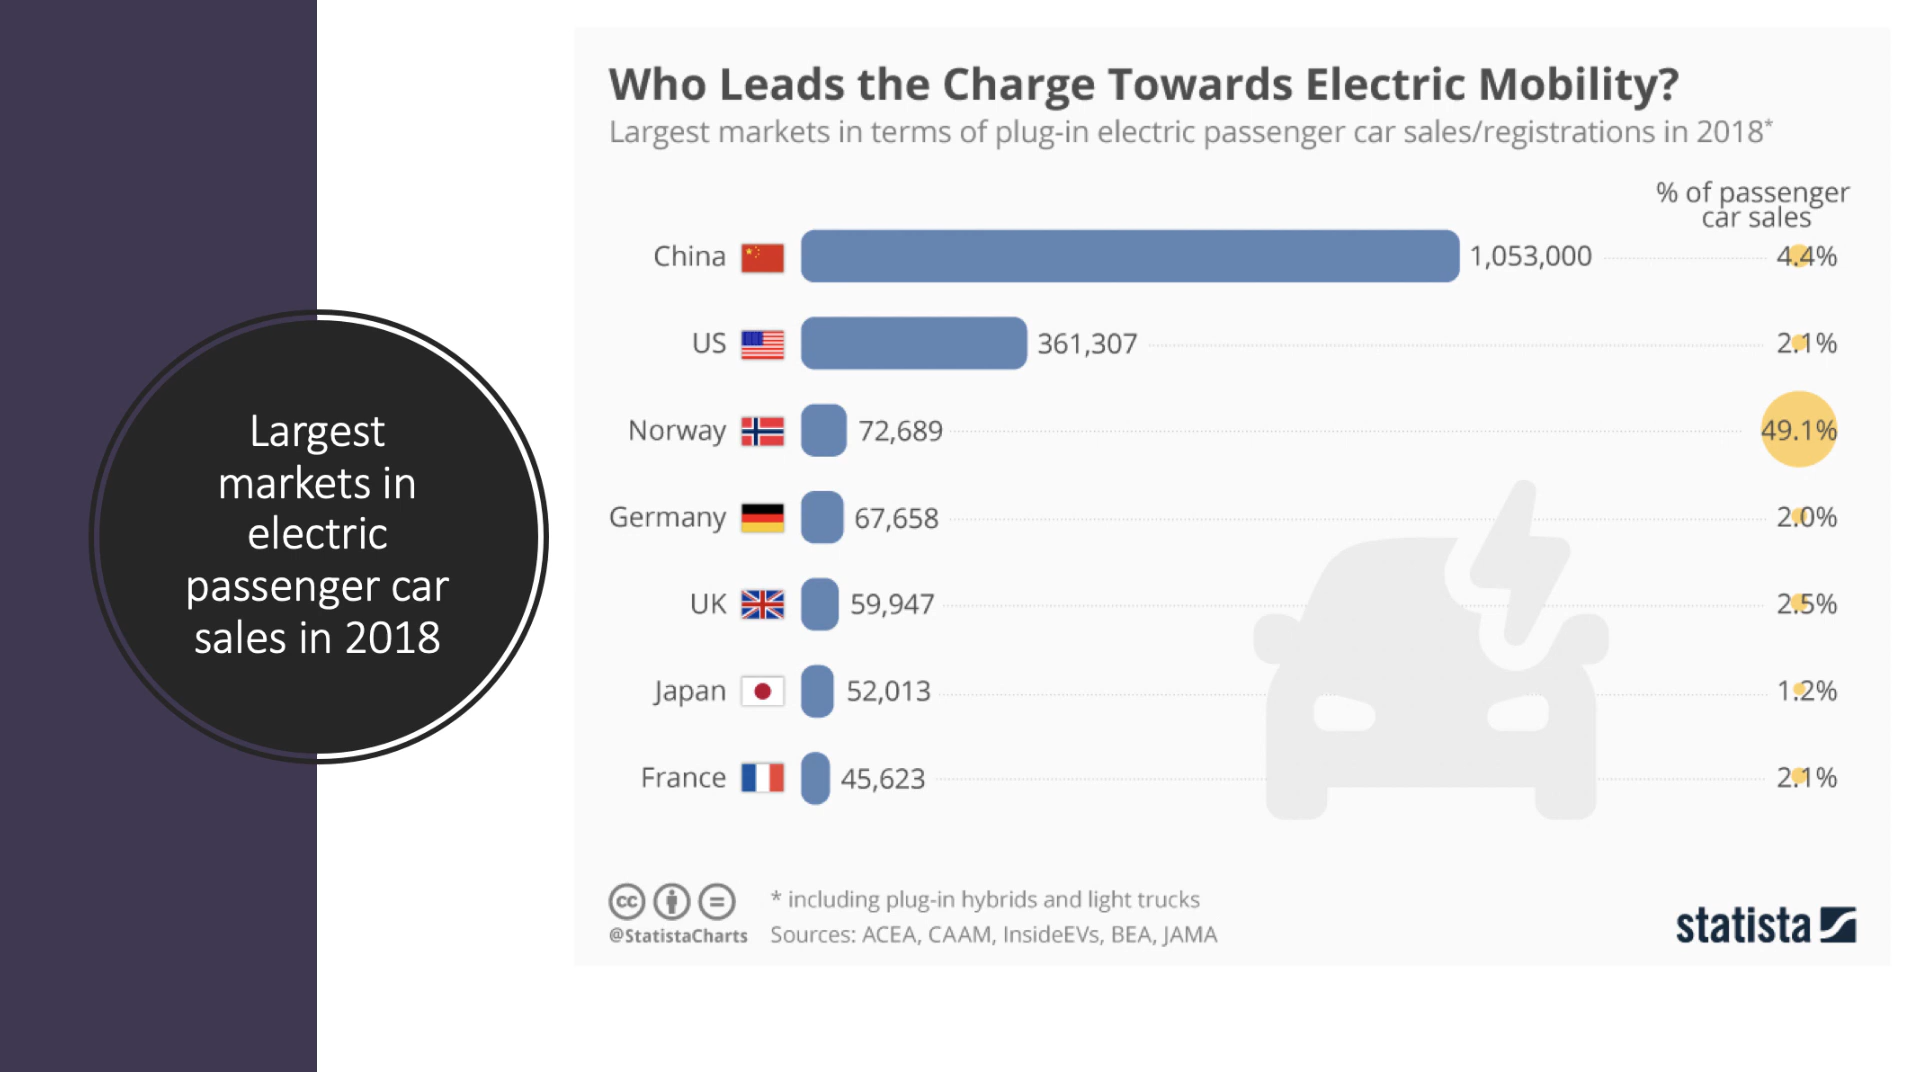 Largest
markets in
electric
passenger car
sales in 2018
Who Leads the Charge Towards Electric Mobility?
Largest markets in terms of plug-in electric passenger car sales/registrations in 2018*
% of passenger
car sales
China 1,053,000 4.4%
US 361,307 2.1%
Norway 72,689 49.1%
Germany 67,658 2.0%
UK 59,947 2.5%
Japan 52,013 1.2%
France 45,623 2.1%
cc
@StatistaCharts
* including plug-in hybrids and light trucks
Sources: ACEA, CAAM, InsideEVs, BEA, JAMA
statista